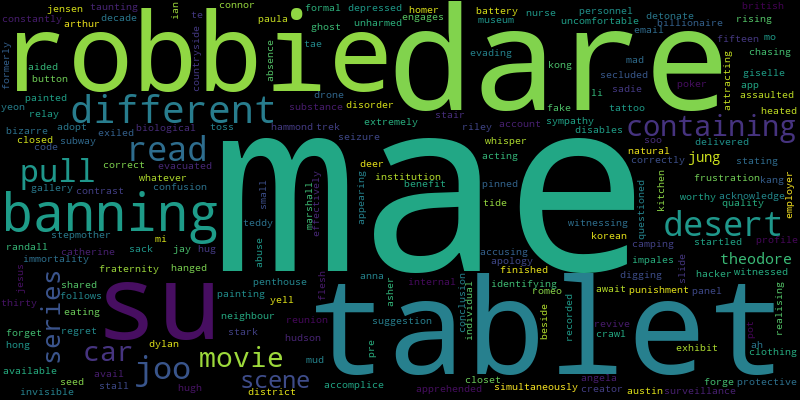 jensen taunting connor formal depressed homer battery nurse personnel detonate british
constantly arthur decade ian te paula ghost unharmed engages museum uncomfortable billionaire rising
robbie dare
formerly aided button countryside absence tae evading kong mad email fifteen mo chasing
secluded attracting giselle
yeon painted different biological substance drone disorder fake li sadie tattoo poker app assaulted
relay toss hammond trek extremely stair riley account sympathy disables containing heated
bizarre adopt exiled subway seizure whisper soo delivered
closed code read evacuated mae acting natural correctly jung stating
pull whatever correct deer institution benefit pinned kitchen frustration kang employer
gallery contrast confusion small marshall effectively appearing questioned worthy acknowledge quality
banning teddy tide witnessing desert
stepmother mi korean startled
randall catherine sack jay hug abuse accusing apology camping impales theodore profile
immortality fraternity hanged penthouse flesh anna internal finished digging slide hacker witnessed
jesus series shared su painting asher identifying await punishment panel
thirty follows eating yell neighbour tablet conclusion individual romeo beside recorded revive realising
forget regret stark reunion suggestion crawl pot
hong dylan hudson pre exhibit ah
car joo movie mud closet clothing
available avail scene accomplice apprehended angela forge protective
invisible seed stall hugh district simultaneously creator austin surveillance